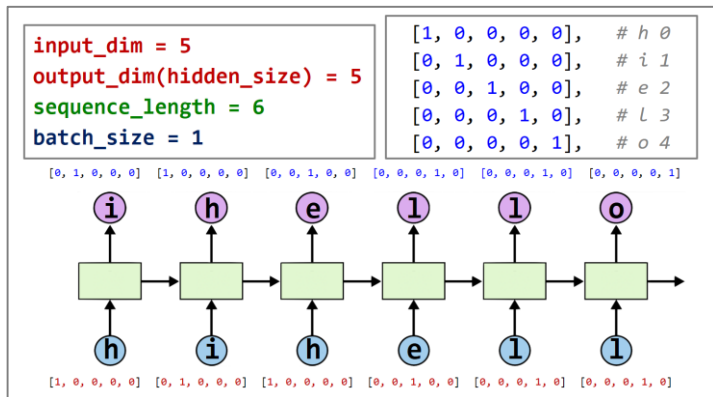 input_dim = 5
output_dim(hidden_size) = 5
sequence_length = 6
batch_size = 1
[1, 0, 0, 0, 0], # h 0
[0, 1, 0, 0, 0], # i 1
[0, 0, 1, 0, 0], # e 2
[0, 0, 0, 1, 0], # l 3
[0, 0, 0, 0, 1], # o 4
[0, 1, 0, 0, 0] [1, 0, 0, 0, 0] [0, 0, 1, 0, 0] [0, 0, 0, 1, 0] [0, 0, 0, 1, 0] [0, 0, 0, 0, 1]
i h e l l o
h i h e l l
[1, 0, 0, 0, 0] [0, 1, 0, 0, 0] [1, 0, 0, 0, 0] [0, 0, 1, 0, 0] [0, 0, 0, 1, 0] [0, 0, 0, 1, 0]